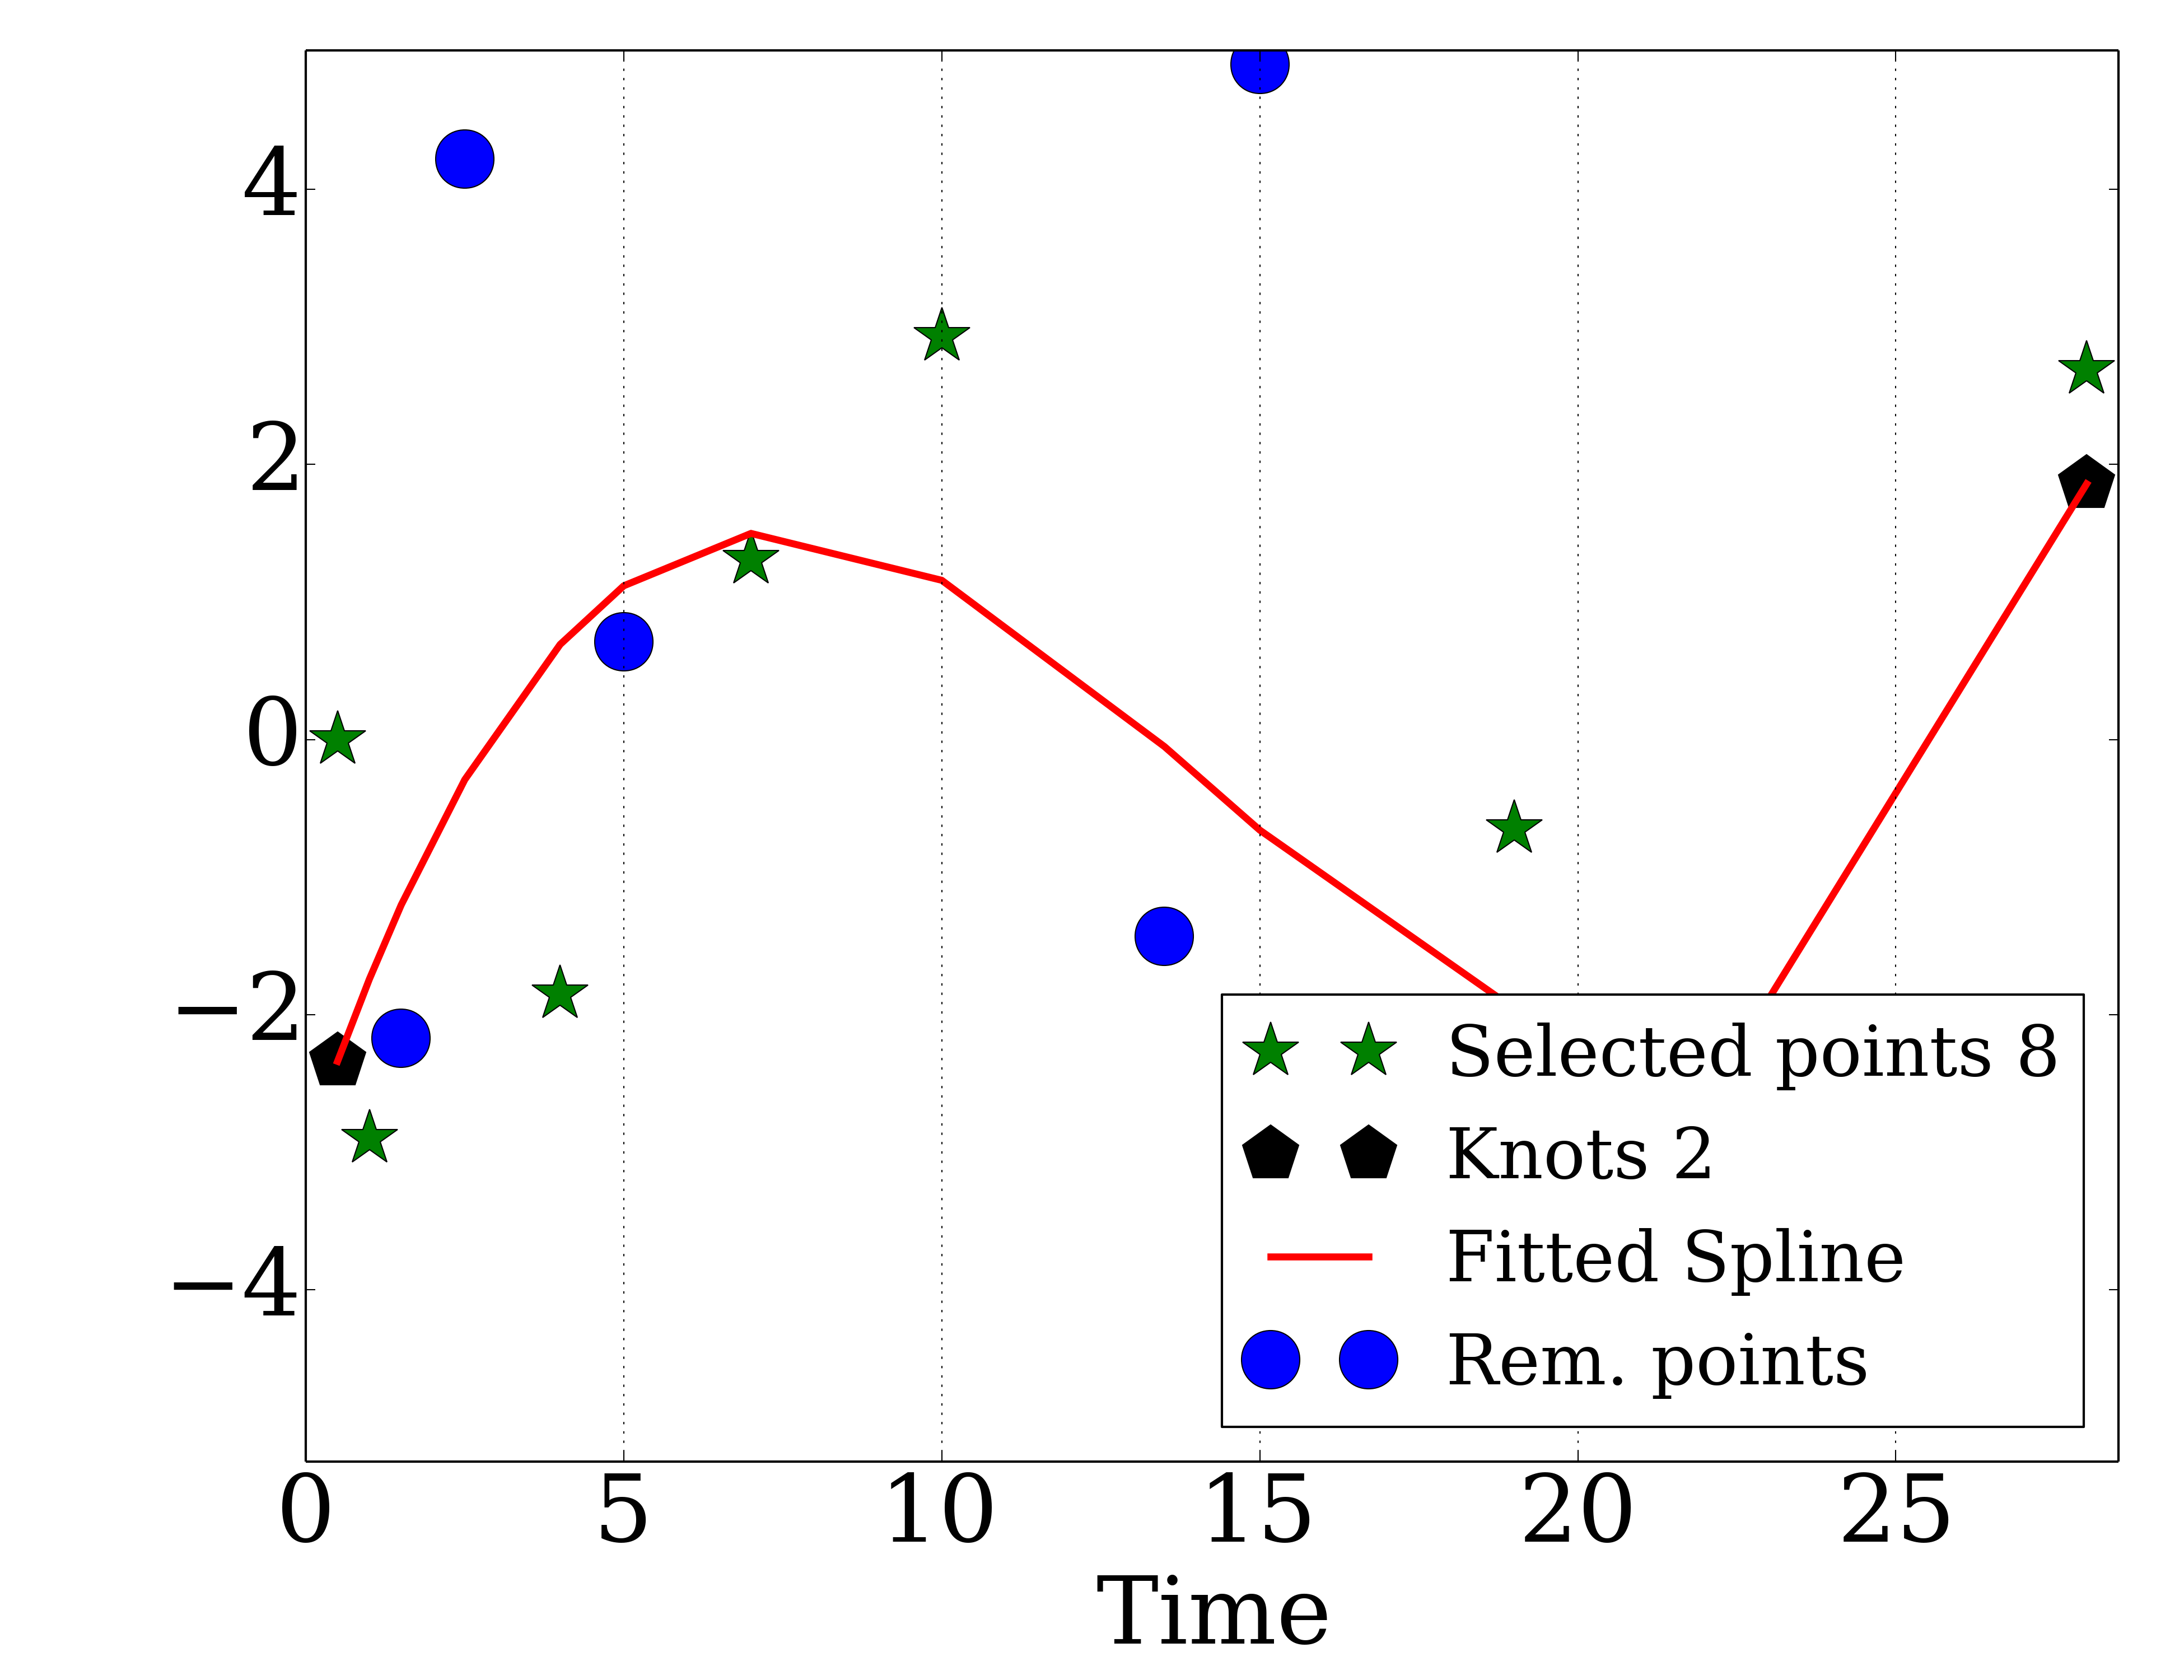 4
2
0
−2
−4
0 5 10 15 20 25
Time
Selected points 8
Knots 2
Fitted Spline
Rem. points